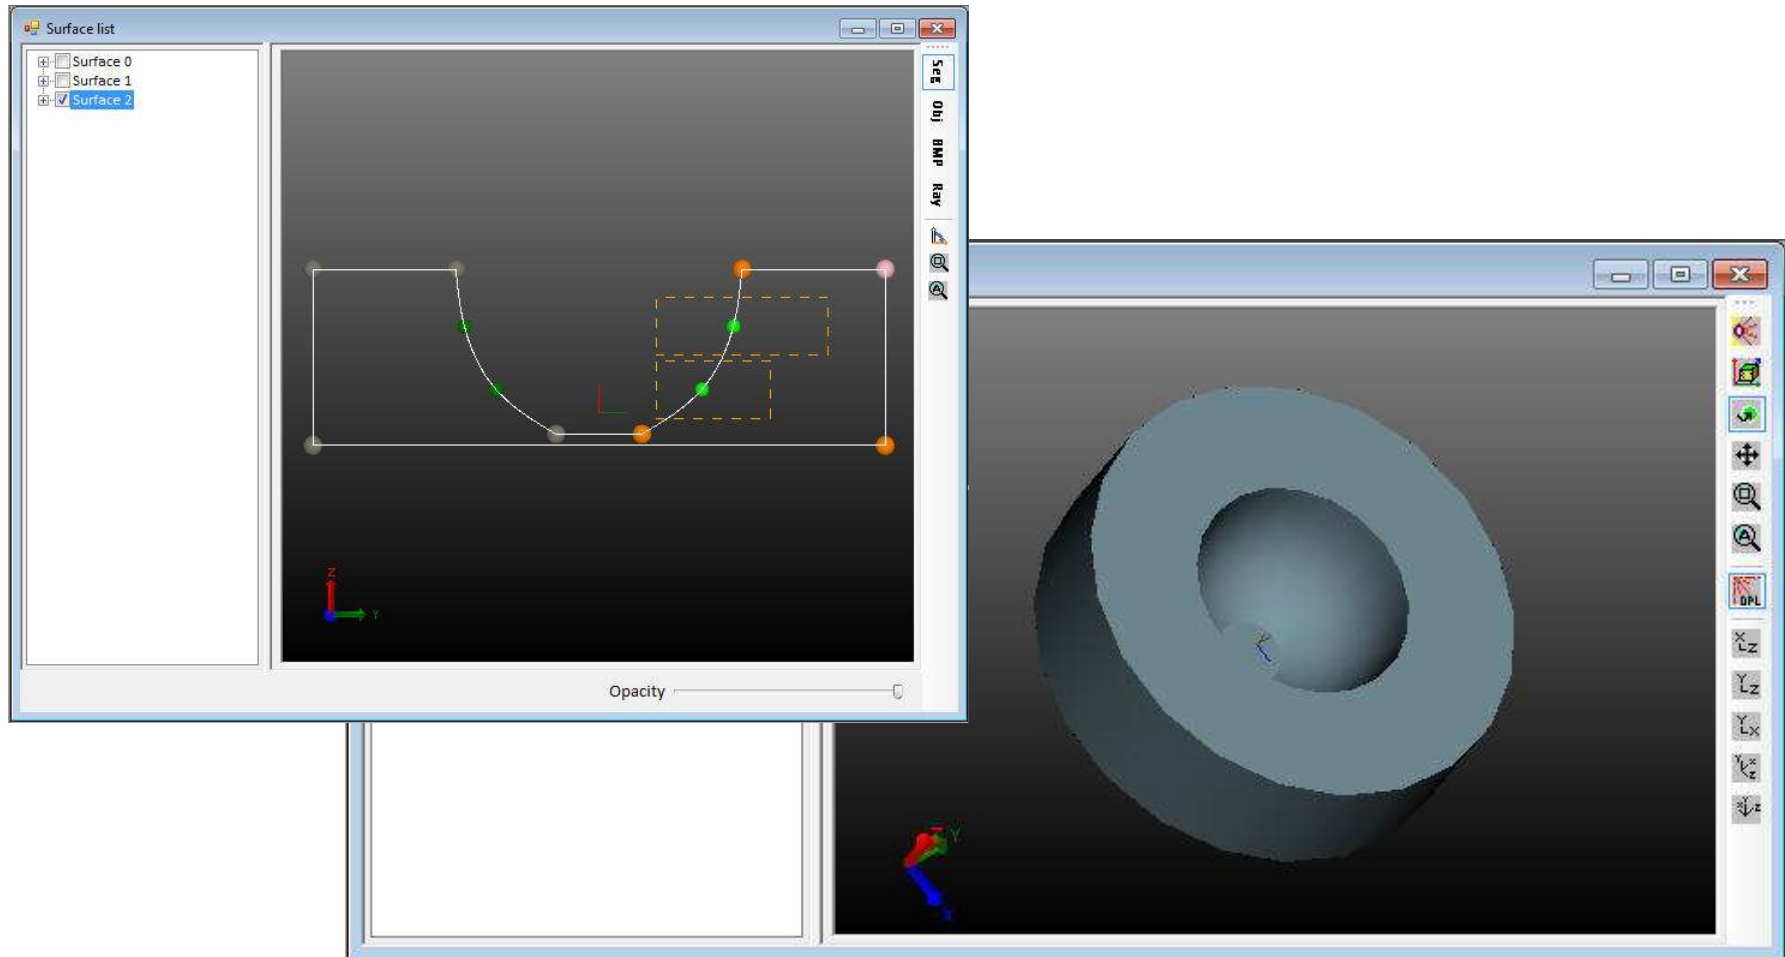 Surface list
Surface 0
Surface 1
Surface 2
Seg
Obj
BMP
Ray
A
Z
Y
Opacity
A
OPL
X
Z
Y
Z
Y
X
Y
X
Z
X
Y
Z
Y
X